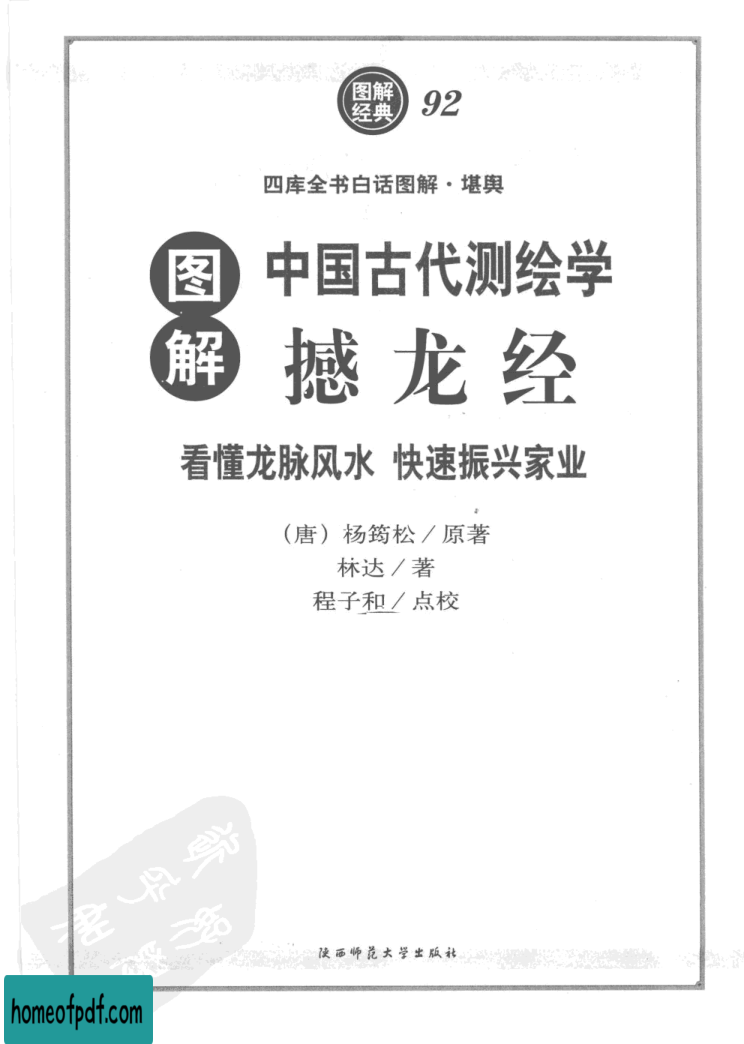 图解
经典
92
四库全书白话图解·堪舆
图解
中国古代测绘学
撼龙经
看懂龙脉风水 快速振兴家业
（唐）杨筠松／原著
林达／著
程子和／点校
陕西师范大学出版社
homeofpdf.com